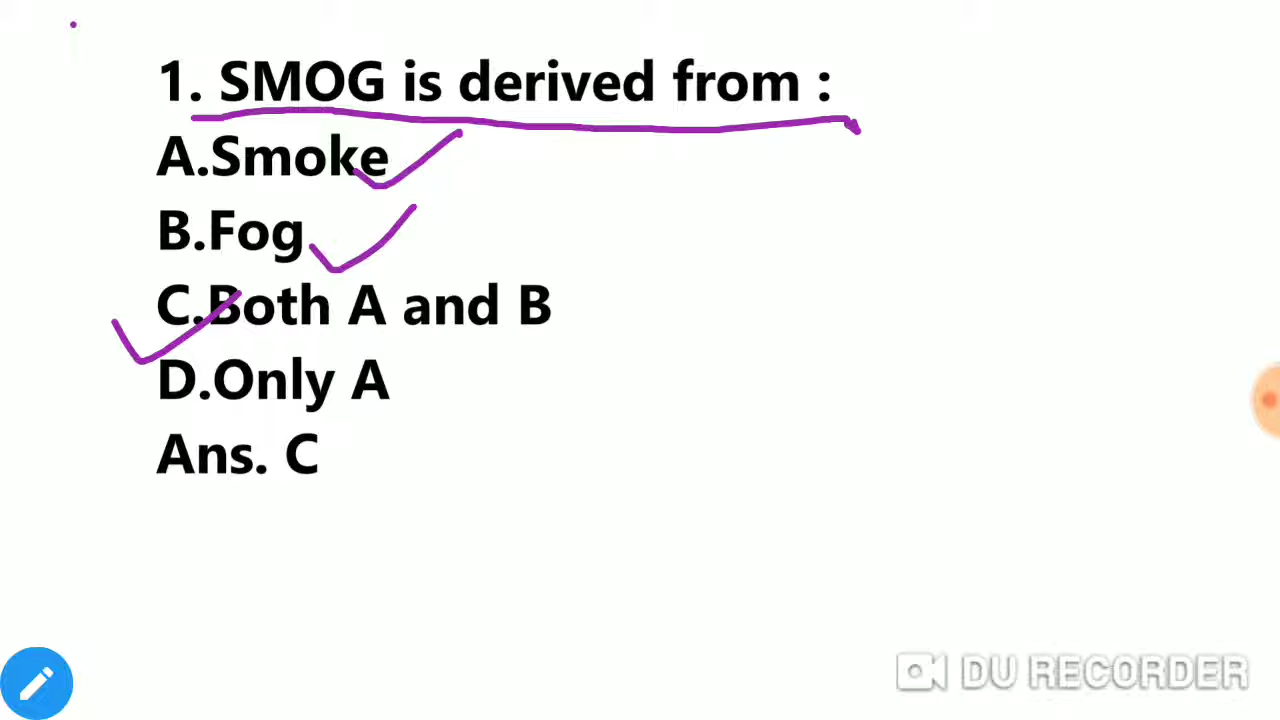 1. SMOG is derived from :
A.Smoke
B.Fog
C.Both A and B
D.Only A
Ans. C
DU RECORDER